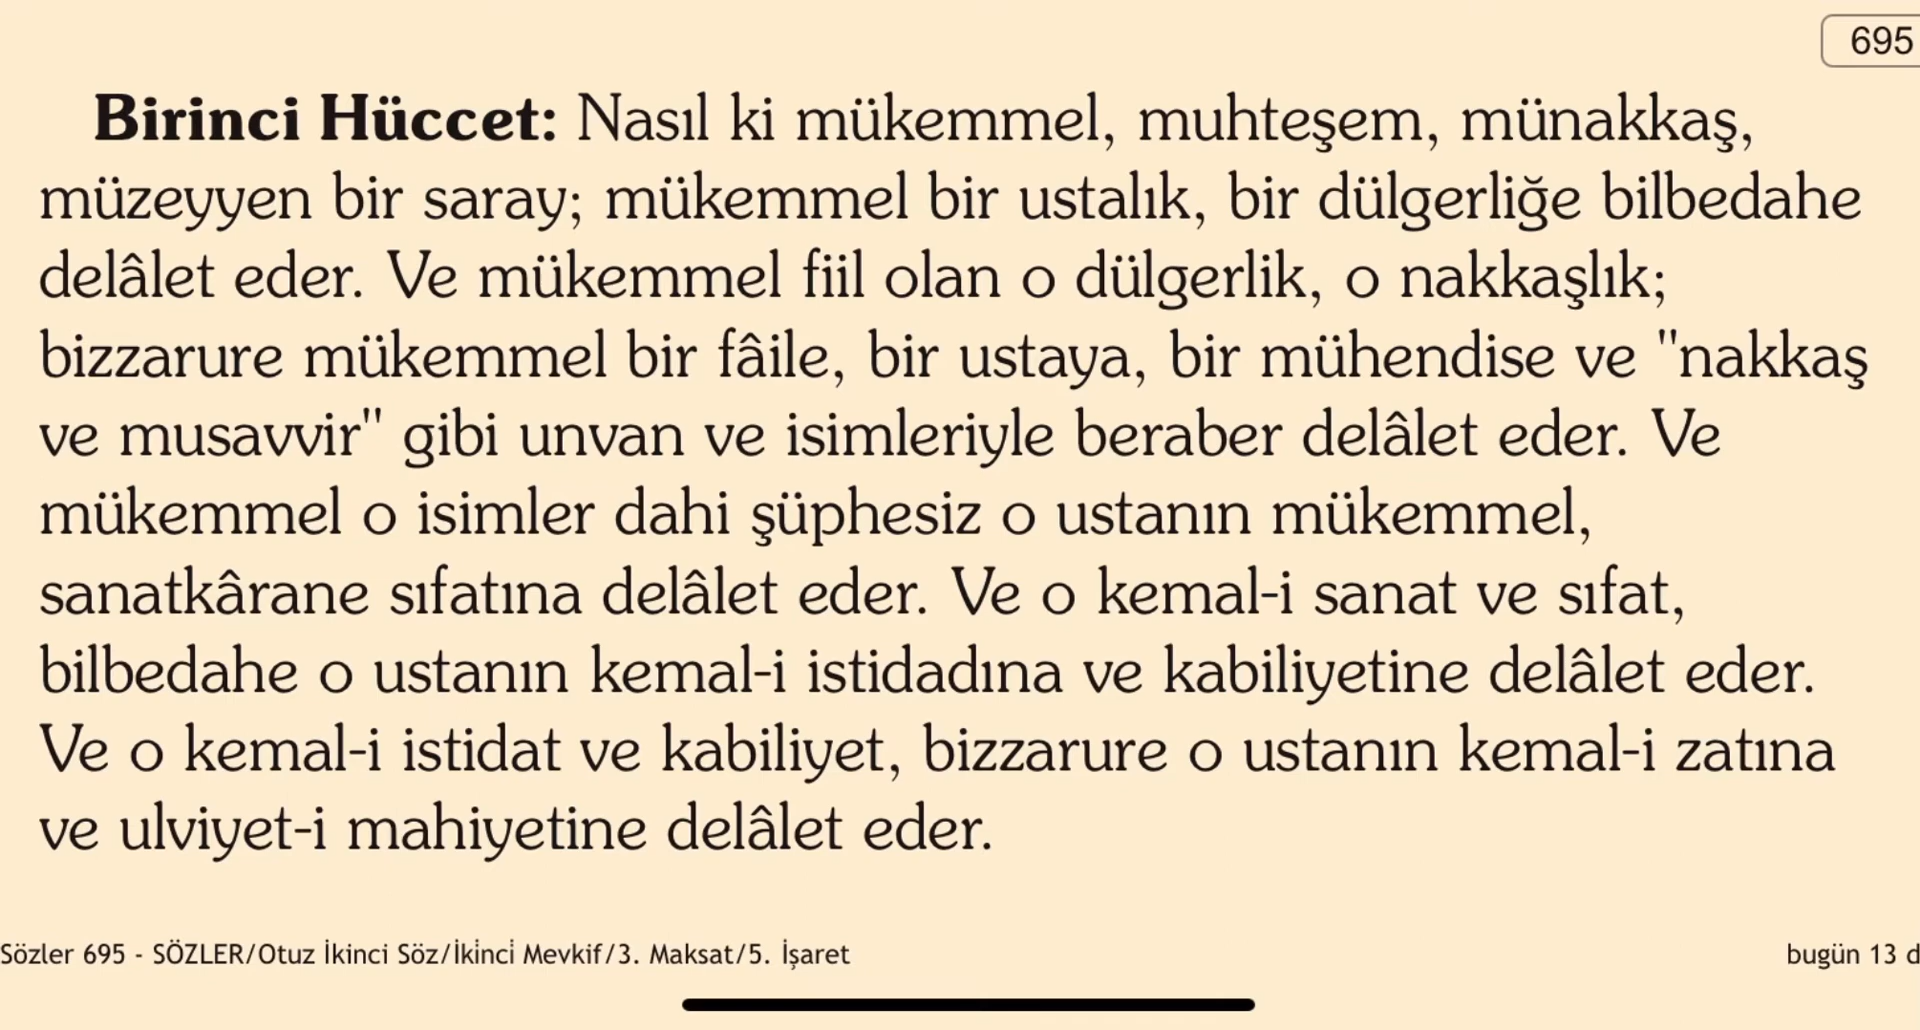 695
Birinci Hüccet: Nasıl ki mükemmel, muhteşem, münakkaş,
müzeyyen bir saray; mükemmel bir ustalık, bir dülgerliğe bilbedahe
delâlet eder. Ve mükemmel fiil olan o dülgerlik, o nakkaşlık;
bizzarure mükemmel bir fâile, bir ustaya, bir mühendise ve "nakkaş
ve musavvir" gibi unvan ve isimleriyle beraber delâlet eder. Ve
mükemmel o isimler dahi şüphesiz o ustanın mükemmel,
sanatkârane sıfatına delâlet eder. Ve o kemal-i sanat ve sıfat,
bilbedahe o ustanın kemal-i istidadına ve kabiliyetine delâlet eder.
Ve o kemal-i istidat ve kabiliyet, bizzarure o ustanın kemal-i zatına
ve ulviyet-i mahiyetine delâlet eder.
Sözler 695 - SÖZLER/Otuz İkinci Söz/İkinci Mevkif/3. Maksat/5. İşaret
bugün 13 d